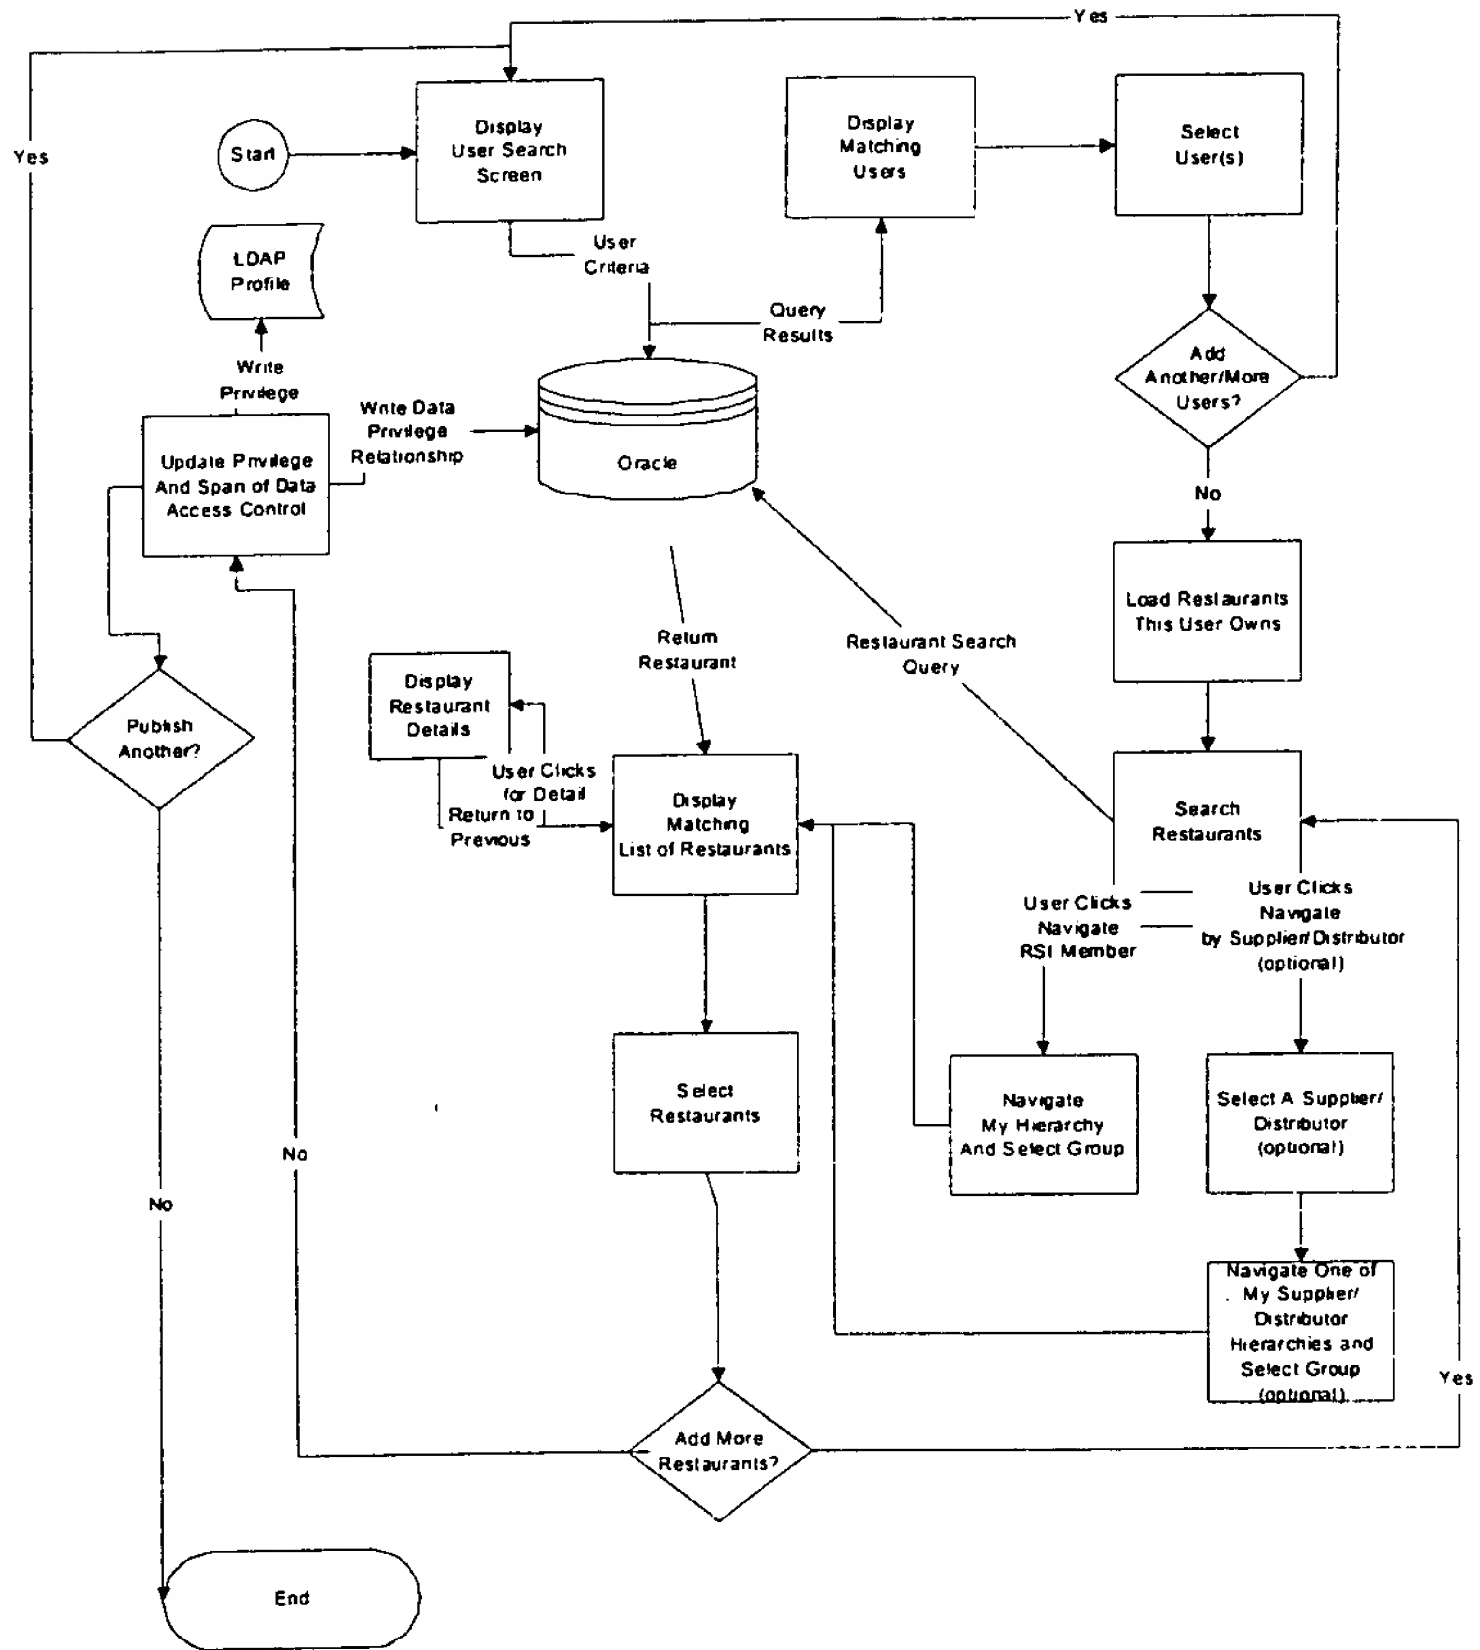 Yes
Yes
Start
Display
User Search
Screen
Display
Matching
Users
Select
User(s)
LDAP
Profile
User
Criteria
Query
Results
Write
Privilege
Add
Another/More
Users?
Write Data
Privilege
Relationship
Update Privilege
And Span of Data
Access Control
Oracle
No
Load Restaurants
This User Owns
Return
Restaurant
Restaurant Search
Query
Display
Restaurant
Details
Publish
Another?
User Clicks
for Detail
Return to
Previous
Display
Matching
List of Restaurants
Search
Restaurants
User Clicks
Navigate
RSI Member
User Clicks
Navigate
by Supplier/Distributor
(optional)
Select
Restaurants
Navigate
My Hierarchy
And Select Group
Select A Supplier/
Distributor
(optional)
No
No
Navigate One of
My Supplier/
Distributor
Hierarchies and
Select Group
(optional)
Yes
Add More
Restaurants?
End